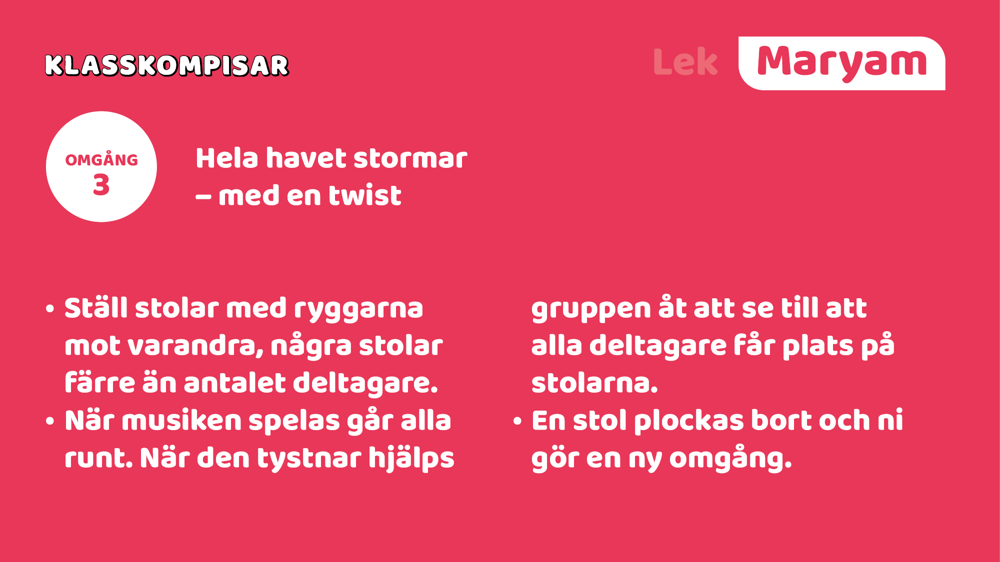 KLASSKOMPISAR
Lek Maryam
OMGÅNG
3
Hela havet stormar
– med en twist
• Ställ stolar med ryggarna
mot varandra, några stolar
färre än antalet deltagare.
• När musiken spelas går alla
runt. När den tystnar hjälps
gruppen åt att se till att
alla deltagare får plats på
stolarna.
• En stol plockas bort och ni
gör en ny omgång.